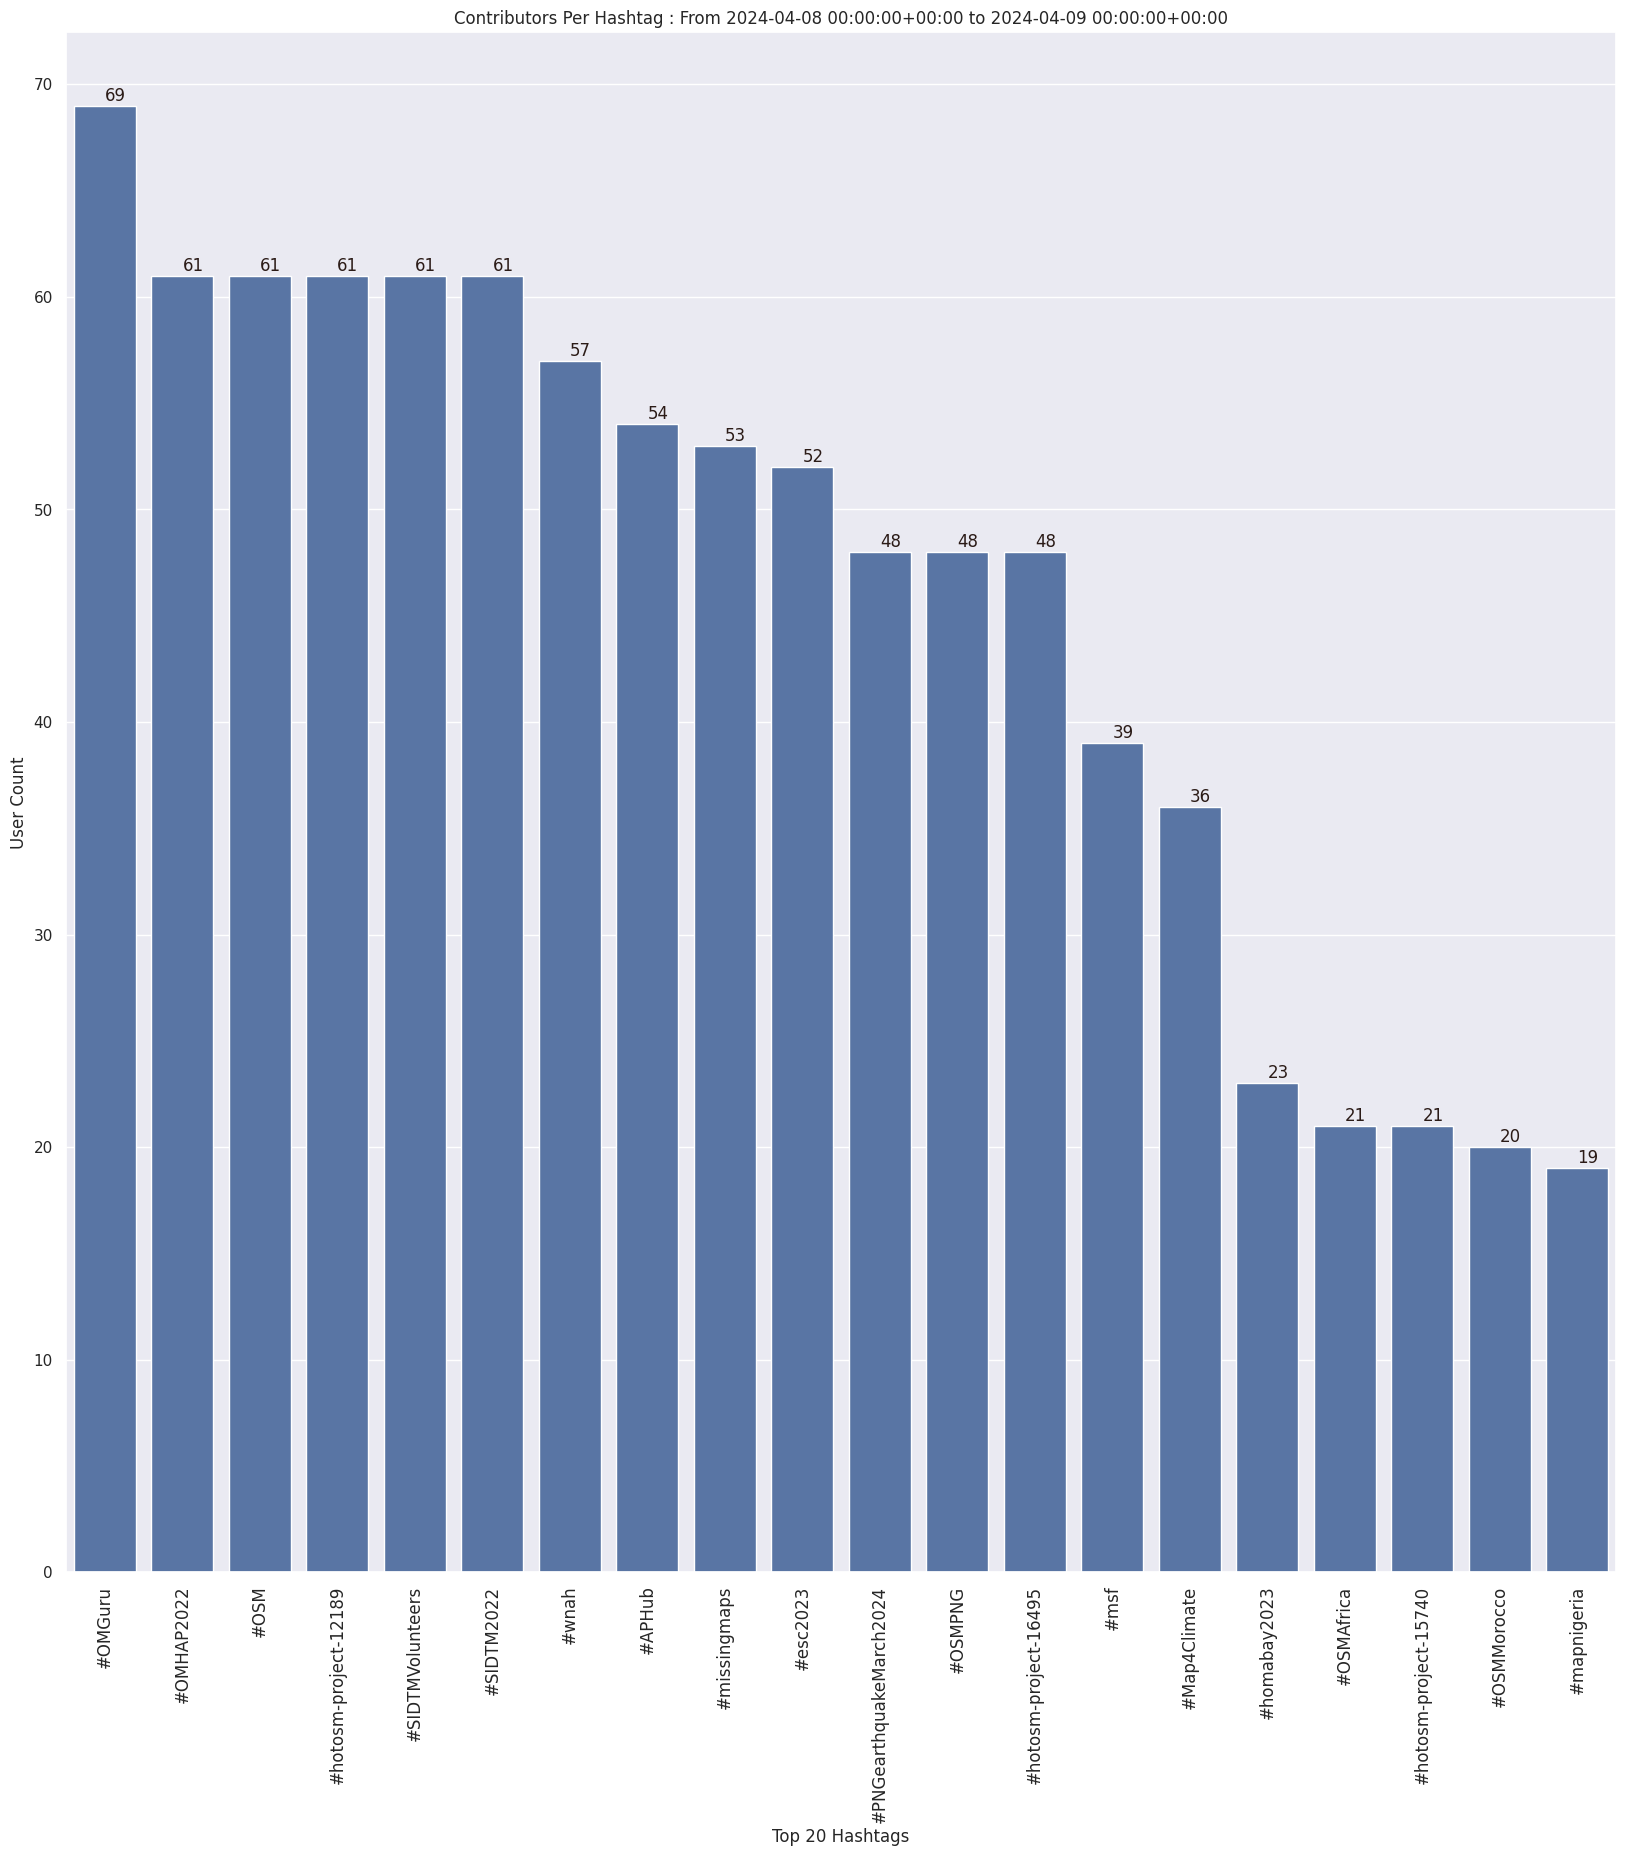 Contributors Per Hashtag : From 2024-04-08 00:00:00+00:00 to 2024-04-09 00:00:00+00:00
User Count
70
60
50
40
30
20
10
0
69
61
61
61
61
61
57
54
53
52
48
48
48
39
36
23
21
21
20
19
#OMGuru
#OMHAP2022
#OSM
#hotosm-project-12189
#SIDTMVolunteers
#SIDTM2022
#wnah
#APHub
#missingmaps
#esc2023
#PNGearthquakeMarch2024
#OSMPNG
#hotosm-project-16495
#msf
#Map4Climate
#homabay2023
#OSMAfrica
#hotosm-project-15740
#OSMMorocco
#mapnigeria
Top 20 Hashtags